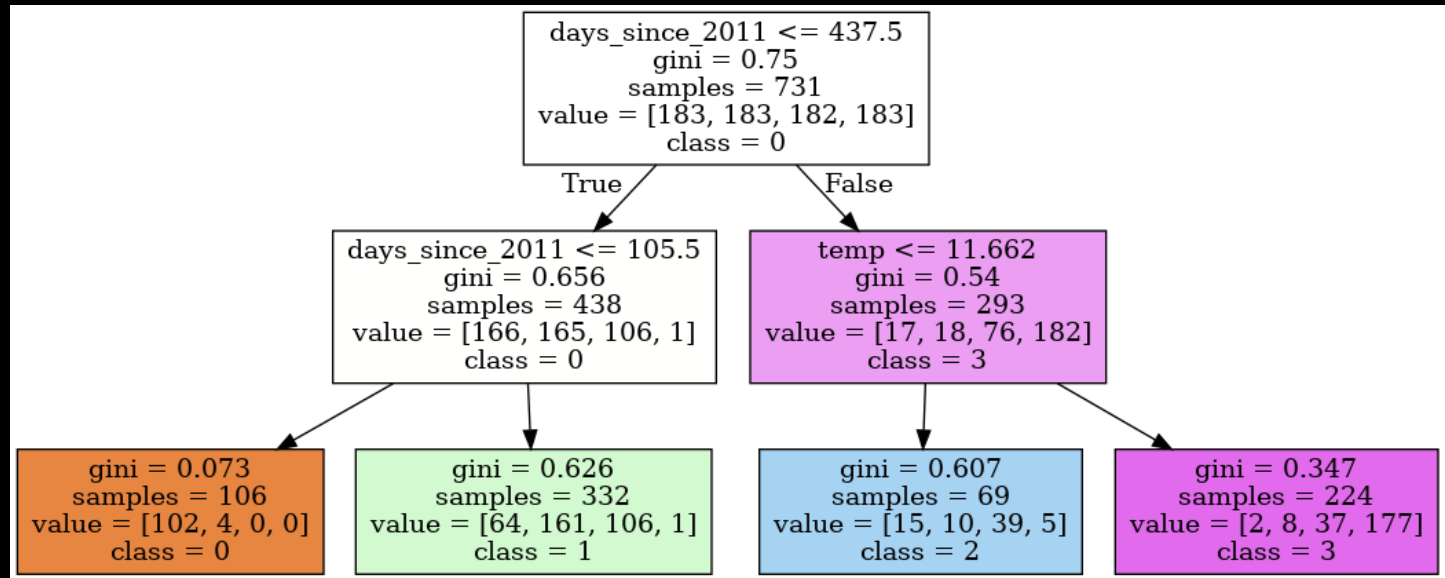 days_since_2011 <= 437.5
gini = 0.75
samples = 731
value = [183, 183, 182, 183]
class = 0
True
False
days_since_2011 <= 105.5
gini = 0.656
samples = 438
value = [166, 165, 106, 1]
class = 0
temp <= 11.662
gini = 0.54
samples = 293
value = [17, 18, 76, 182]
class = 3
gini = 0.073
samples = 106
value = [102, 4, 0, 0]
class = 0
gini = 0.626
samples = 332
value = [64, 161, 106, 1]
class = 1
gini = 0.607
samples = 69
value = [15, 10, 39, 5]
class = 2
gini = 0.347
samples = 224
value = [2, 8, 37, 177]
class = 3